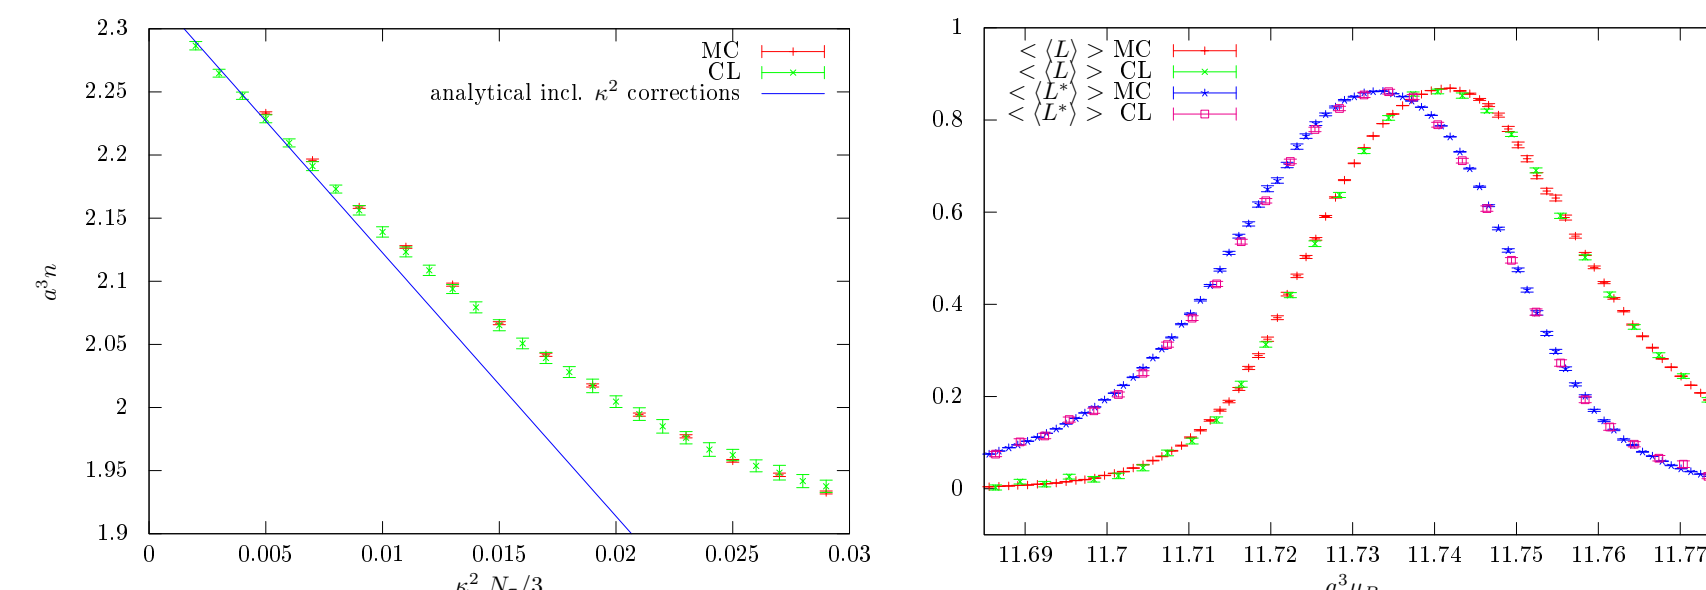 2.3
2.25
2.2
2.15
2.1
2.05
2
1.95
1.9
a³n
0 0.005 0.01 0.015 0.02 0.025 0.03
MC
CL
analytical incl. κ² corrections
1
0.8
0.6
0.4
0.2
0
11.69 11.7 11.71 11.72 11.73 11.74 11.75 11.76 11.77
< ⟨L⟩ > MC
< ⟨L⟩ > CL
< ⟨L*⟩ > MC
< ⟨L*⟩ > CL